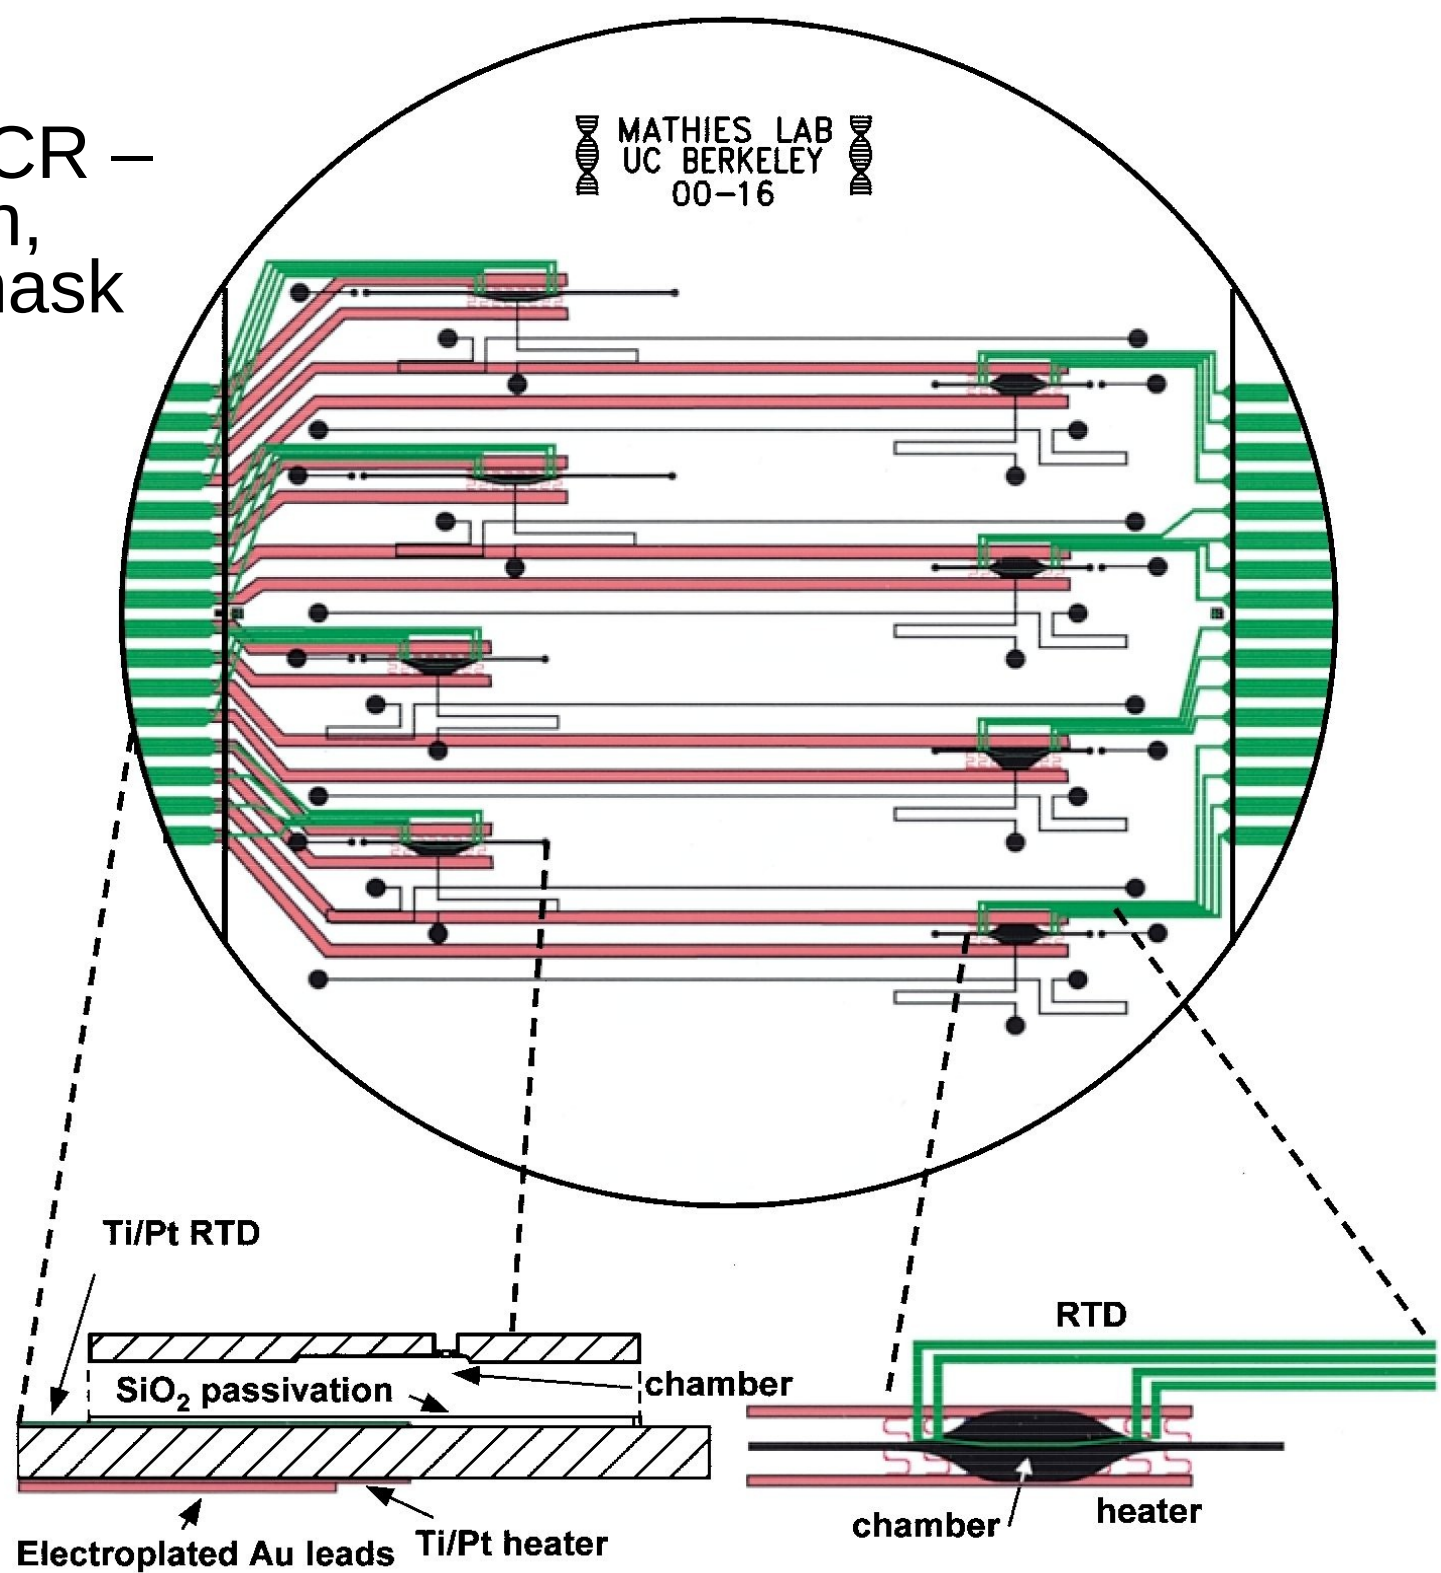 CR –
MATHIES LAB
UC BERKELEY
00-16
Ti/Pt RTD
SiO₂ passivation
chamber
Electroplated Au leads
Ti/Pt heater
RTD
chamber
heater